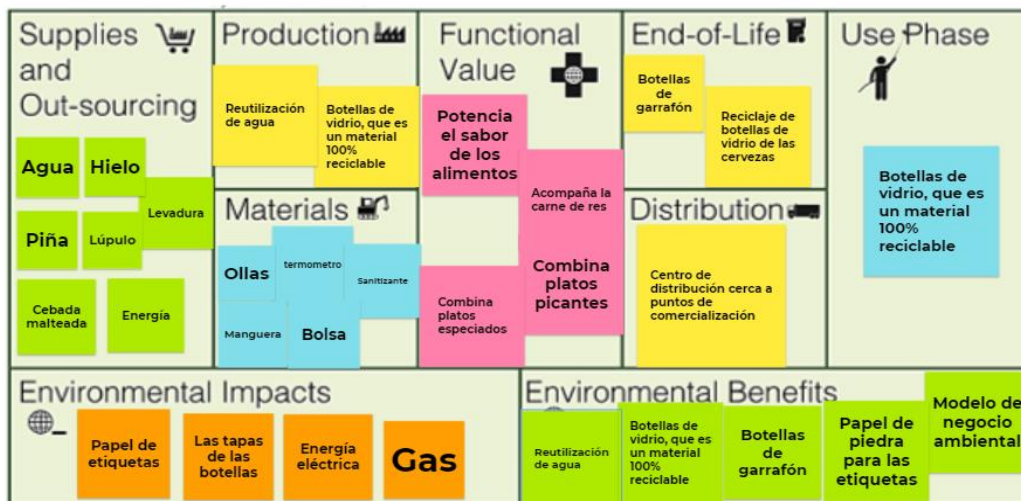 Supplies
and
Out-sourcing
Agua
Hielo
Levadura
Piña
Lúpulo
Cebada
malteada
Energía
Production
Reutilización
de agua
Botellas de
vidrio, que es
un material
100%
reciclable
Materials
Ollas
termometro
Sanitizante
Manguera
Bolsa
Functional
Value
Potencia
el sabor
de los
alimentos
Acompaña la
carne de res
Combina
platos
especiados
Combina
platos
picantes
End-of-Life
Botellas
de
garrafón
Reciclaje de
botellas de
vidrio de las
cervezas
Distribution
Centro de
distribución cerca a
puntos de
comercialización
Use Phase
Botellas de
vidrio, que es
un material
100%
reciclable
Environmental Impacts
Papel de
etiquetas
Las tapas
de las
botellas
Energía
eléctrica
Gas
Environmental Benefits
Reutilización
de agua
Botellas de
vidrio, que es
un material
100%
reciclable
Botellas
de
garrafón
Papel de
piedra
para las
etiquetas
Modelo de
negocio
ambiental